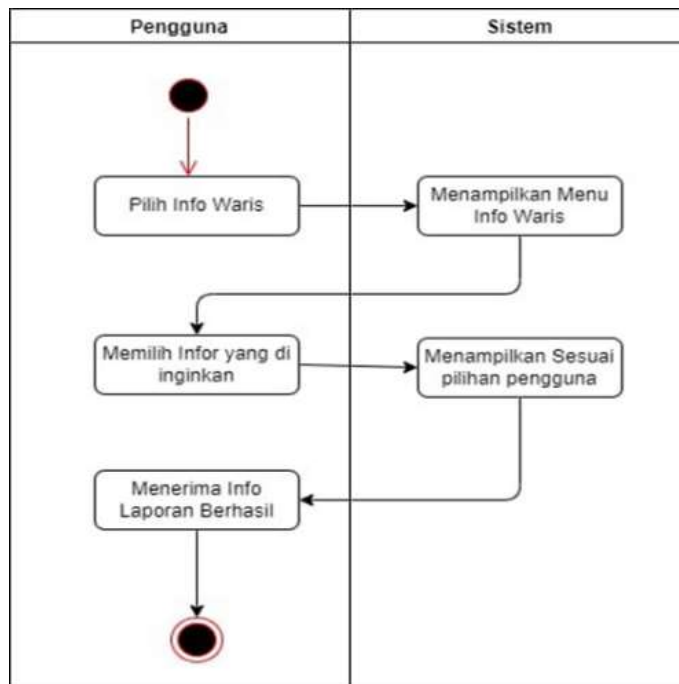 Pengguna
Sistem
Pilih Info Waris
Menampilkan Menu
Info Waris
Memilih Infor yang di
inginkan
Menampilkan Sesuai
pilihan pengguna
Menerima Info
Laporan Berhasil